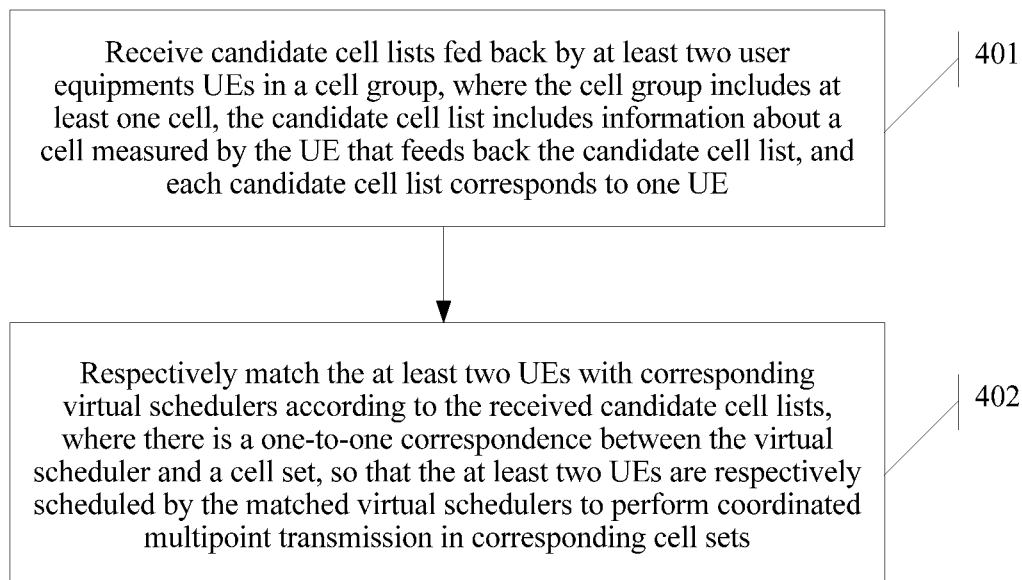 Receive candidate cell lists fed back by at least two user
equipments UEs in a cell group, where the cell group includes at
least one cell, the candidate cell list includes information about a
cell measured by the UE that feeds back the candidate cell list, and
each candidate cell list corresponds to one UE
401
Respectively match the at least two UEs with corresponding
virtual schedulers according to the received candidate cell lists,
where there is a one-to-one correspondence between the virtual
scheduler and a cell set, so that the at least two UEs are respectively
scheduled by the matched virtual schedulers to perform coordinated
multipoint transmission in corresponding cell sets
402